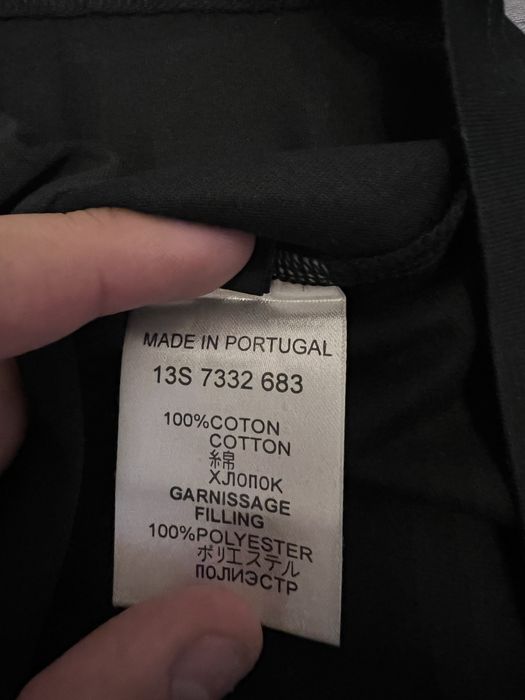 MADE IN PORTUGAL
13S 7332 683
100%COTON
COTTON
綿
ХЛОПОК
GARNISSAGE
FILLING
100%POLYESTER
ポリエステル
ПОЛИЭСТР